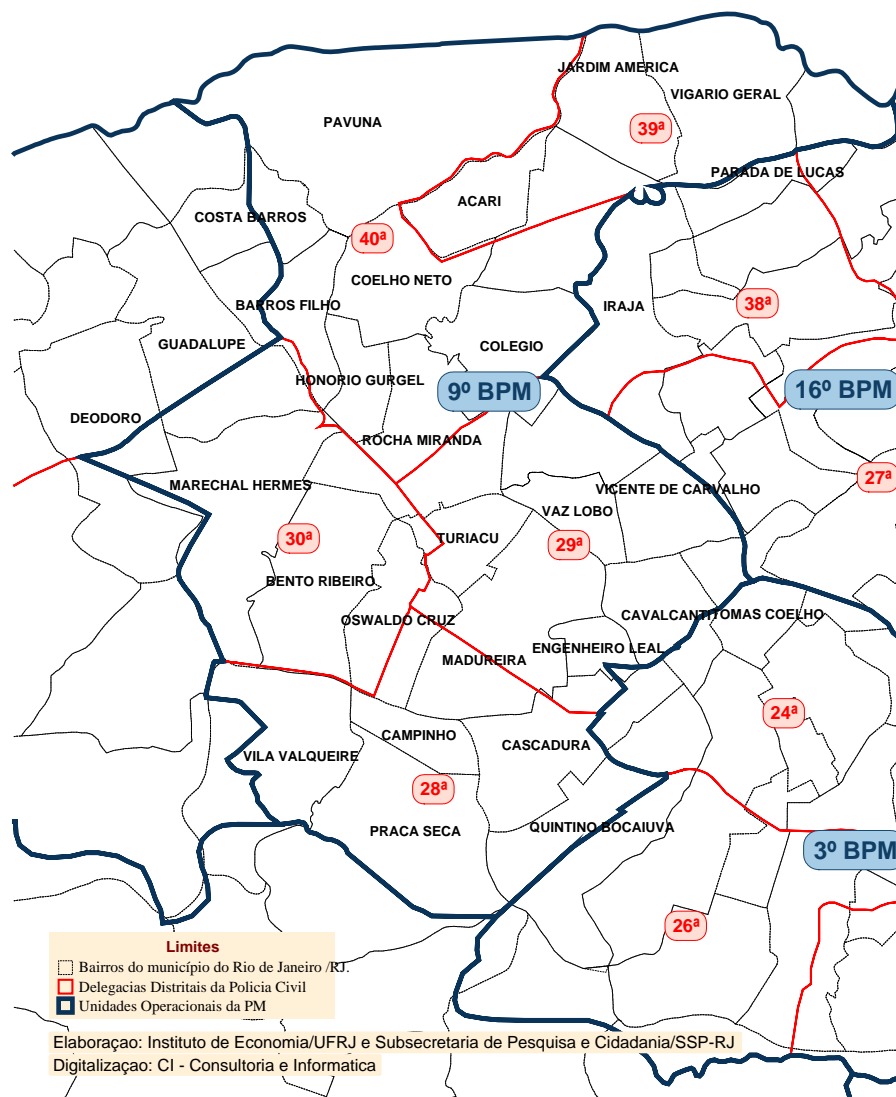 JARDIM AMERICA
VIGARIO GERAL
PAVUNA
39ª
PARADA DE LUCAS
ACARI
COSTA BARROS
40ª
COELHO NETO
BARROS FILHO
IRAJA
38ª
GUADALUPE
COLEGIO
HONORIO GURGEL
9º BPM
16º BPM
DEODORO
ROCHA MIRANDA
27ª
MARECHAL HERMES
VICENTE DE CARVALHO
VAZ LOBO
30ª
TURIACU
29ª
BENTO RIBEIRO
OSWALDO CRUZ
CAVALCANTI
TOMAS COELHO
ENGENHEIRO LEAL
MADUREIRA
24ª
CAMPINHO
CASCADURA
VILA VALQUEIRE
28ª
PRACA SECA
QUINTINO BOCAIUVA
3º BPM
26ª
Limites
Bairros do município do Rio de Janeiro /RJ.
Delegacias Distritais da Policia Civil
Unidades Operacionais da PM
Elaboraçao: Instituto de Economia/UFRJ e Subsecretaria de Pesquisa e Cidadania/SSP-RJ
Digitalizaçao: CI - Consultoria e Informatica